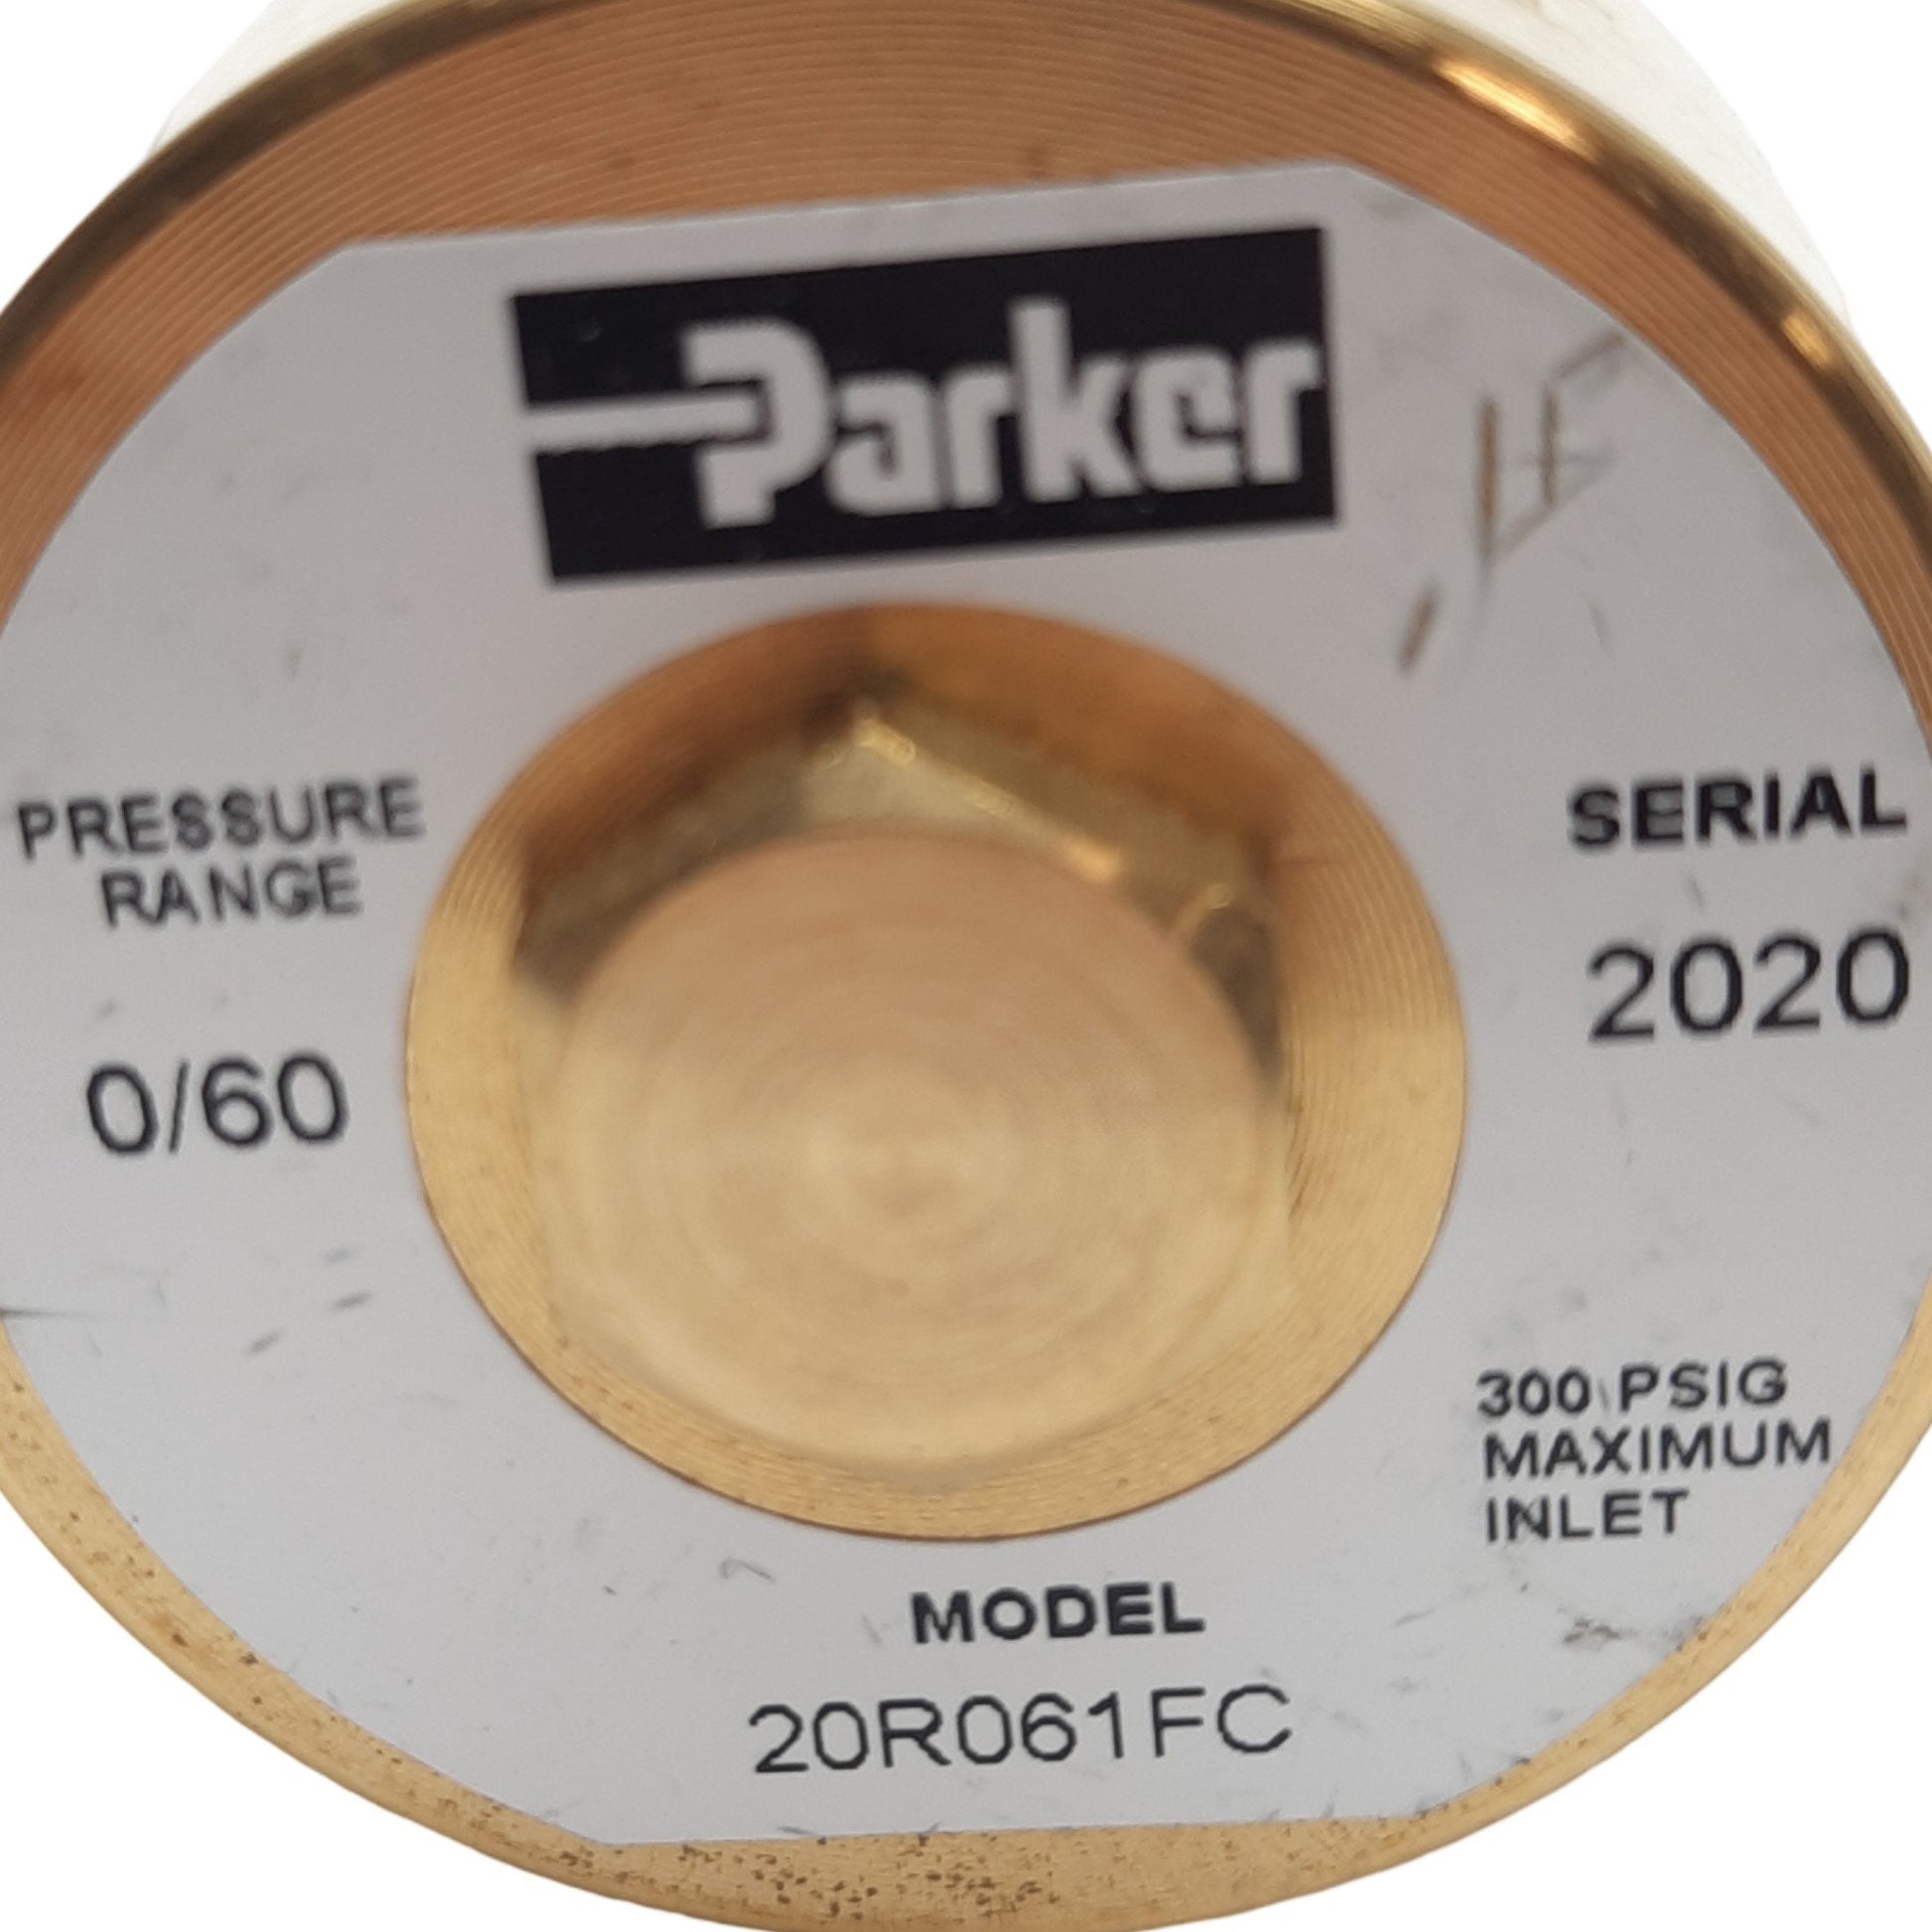 Parker
PRESSURE
RANGE
0/60
SERIAL
2020
300 PSIG
MAXIMUM
INLET
MODEL
20R061FC